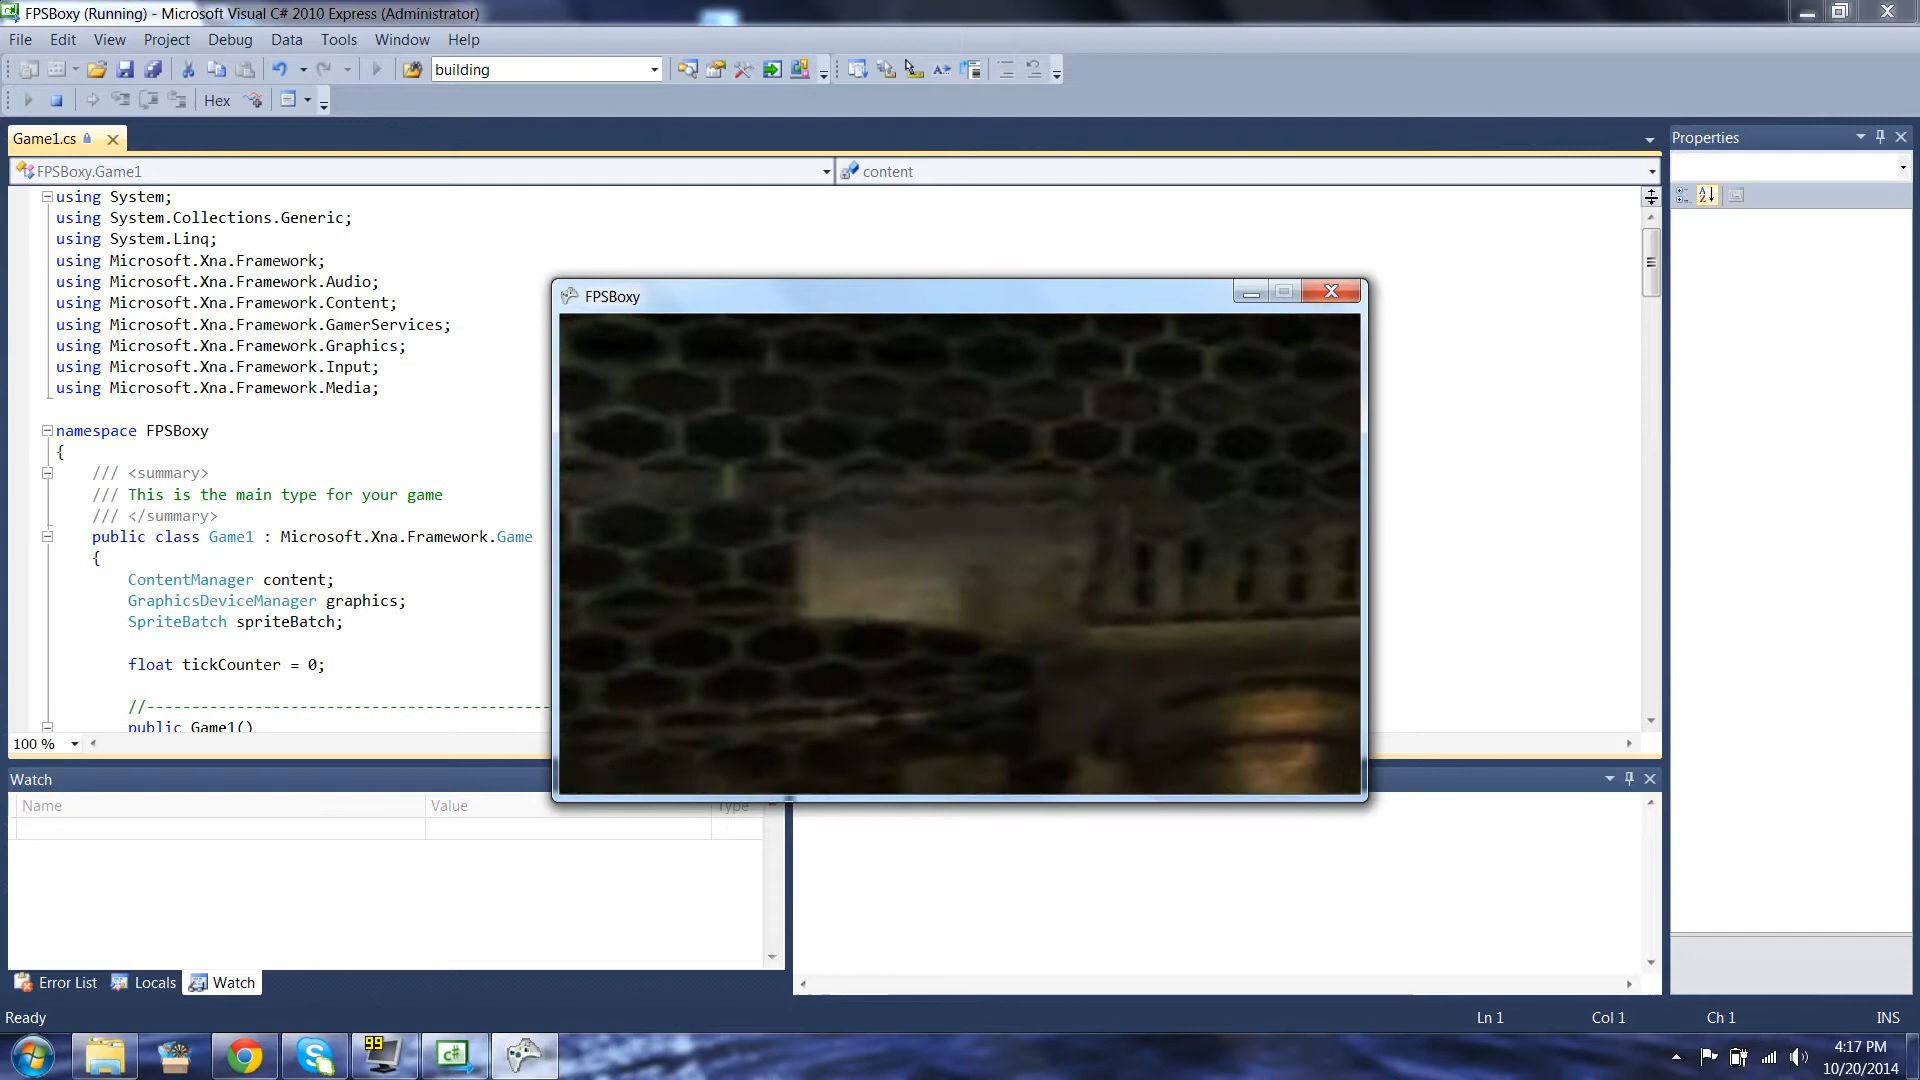 FPSBoxy (Running) - Microsoft Visual C# 2010 Express (Administrator)
File Edit View Project Debug Data Tools Window Help
building
Hex
Game1.cs
Properties
FPSBoxy.Game1
content
using System;
using System.Collections.Generic;
using System.Linq;
using Microsoft.Xna.Framework;
using Microsoft.Xna.Framework.Audio;
using Microsoft.Xna.Framework.Content;
using Microsoft.Xna.Framework.GamerServices;
using Microsoft.Xna.Framework.Graphics;
using Microsoft.Xna.Framework.Input;
using Microsoft.Xna.Framework.Media;
namespace FPSBoxy
{
/// <summary>
/// This is the main type for your game
/// </summary>
public class Game1 : Microsoft.Xna.Framework.Game
{
ContentManager content;
GraphicsDeviceManager graphics;
SpriteBatch spriteBatch;
float tickCounter = 0;
//---------------------------------------------
public Game1()
FPSBoxy
100 %
Watch
Name Value Type
Error List Locals Watch
Ready Ln 1 Col 1 Ch 1 INS
99
4:17 PM
10/20/2014